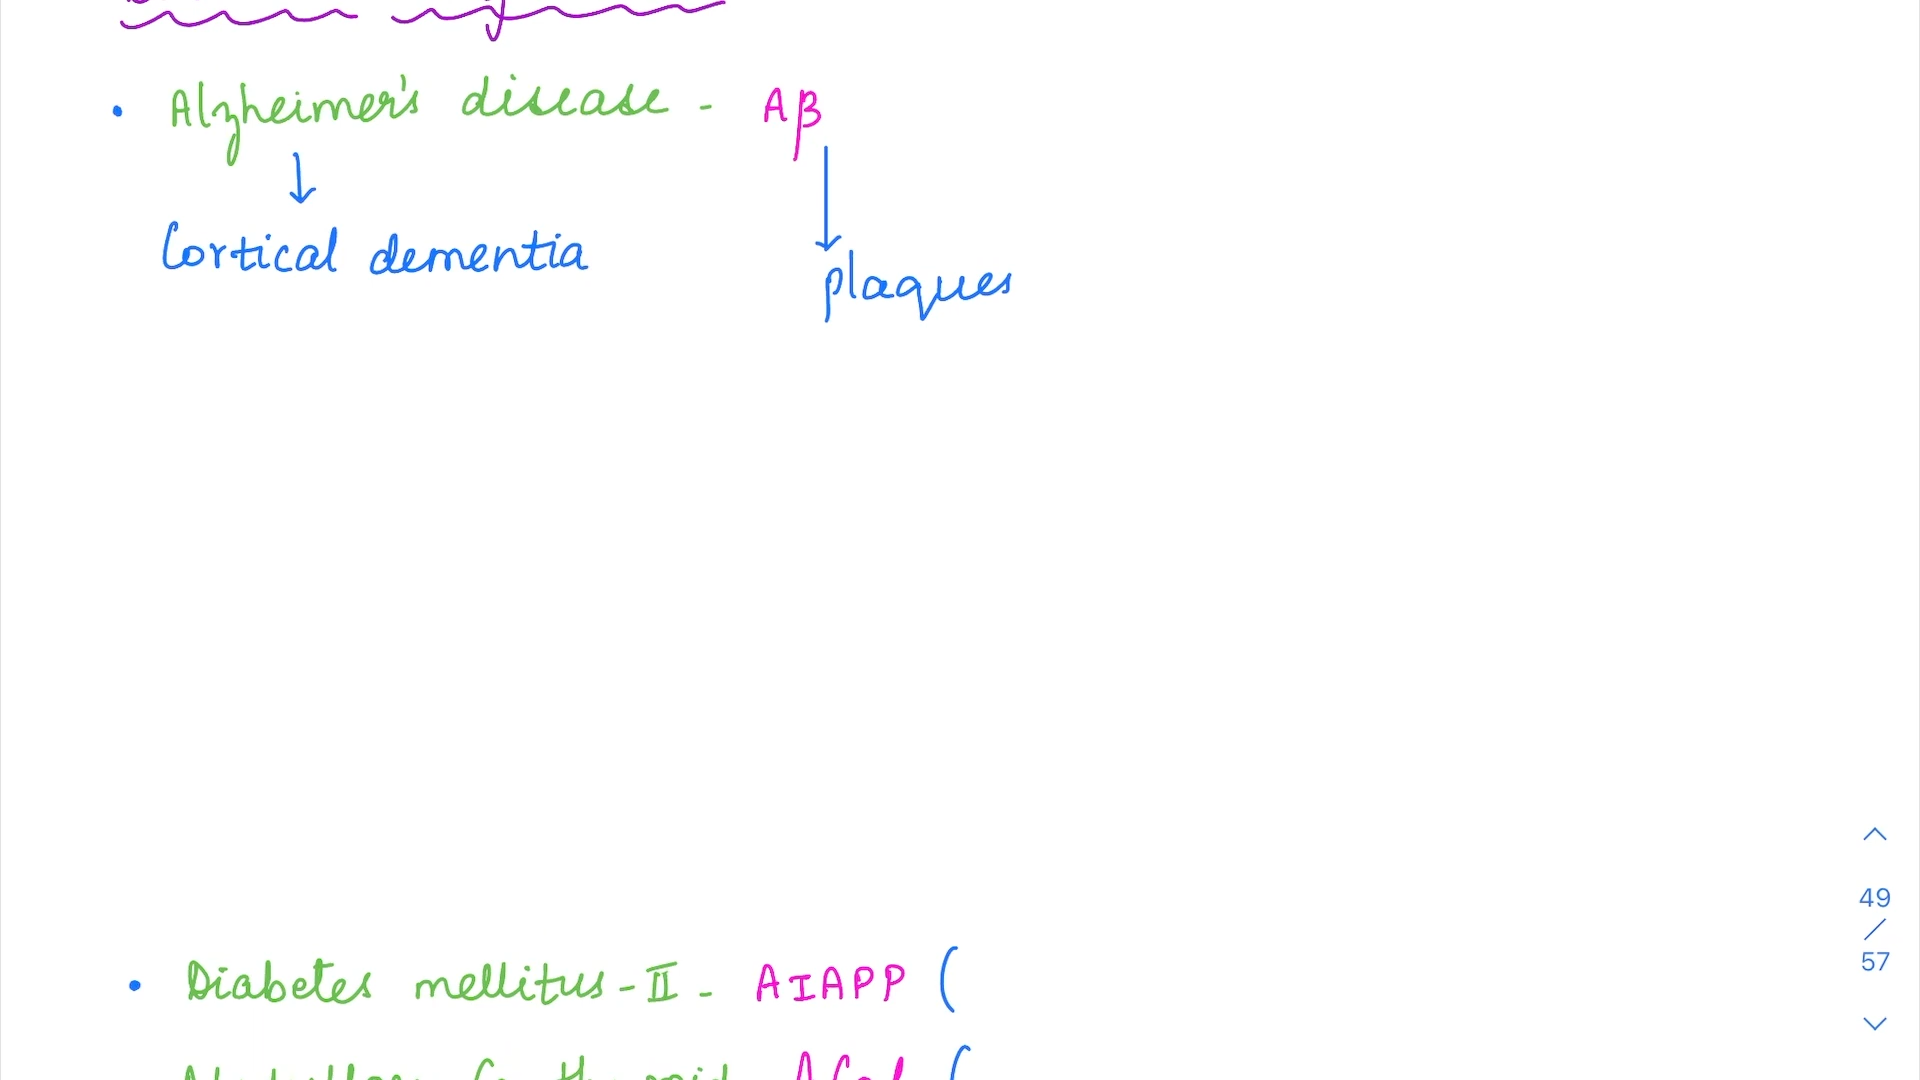 • Alzheimer's disease - Aβ
↓ ↓
Cortical dementia plaques
• Diabetes mellitus - II - AIAPP (
49
/
57